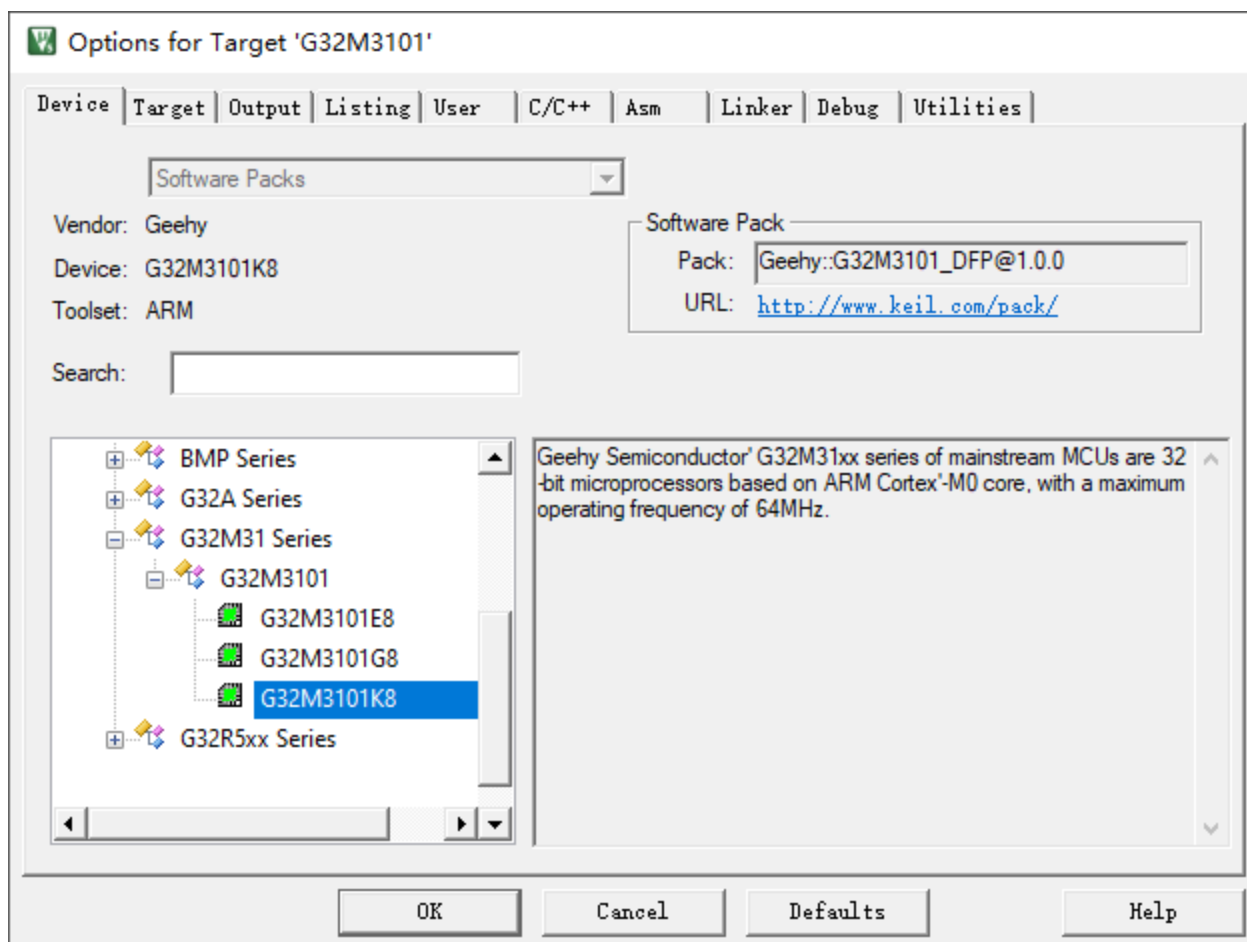 Options for Target 'G32M3101'
Device Target Output Listing User C/C++ Asm Linker Debug Utilities
Software Packs
Vendor: Geehy
Device: G32M3101K8
Toolset: ARM
Software Pack
Pack: Geehy::G32M3101_DFP@1.0.0
URL: http://www.keil.com/pack/
Search:
BMP Series
G32A Series
G32M31 Series
G32M3101
G32M3101E8
G32M3101G8
G32M3101K8
G32R5xx Series
Geehy Semiconductor' G32M31xx series of mainstream MCUs are 32
-bit microprocessors based on ARM Cortex'-M0 core, with a maximum
operating frequency of 64MHz.
OK Cancel Defaults Help